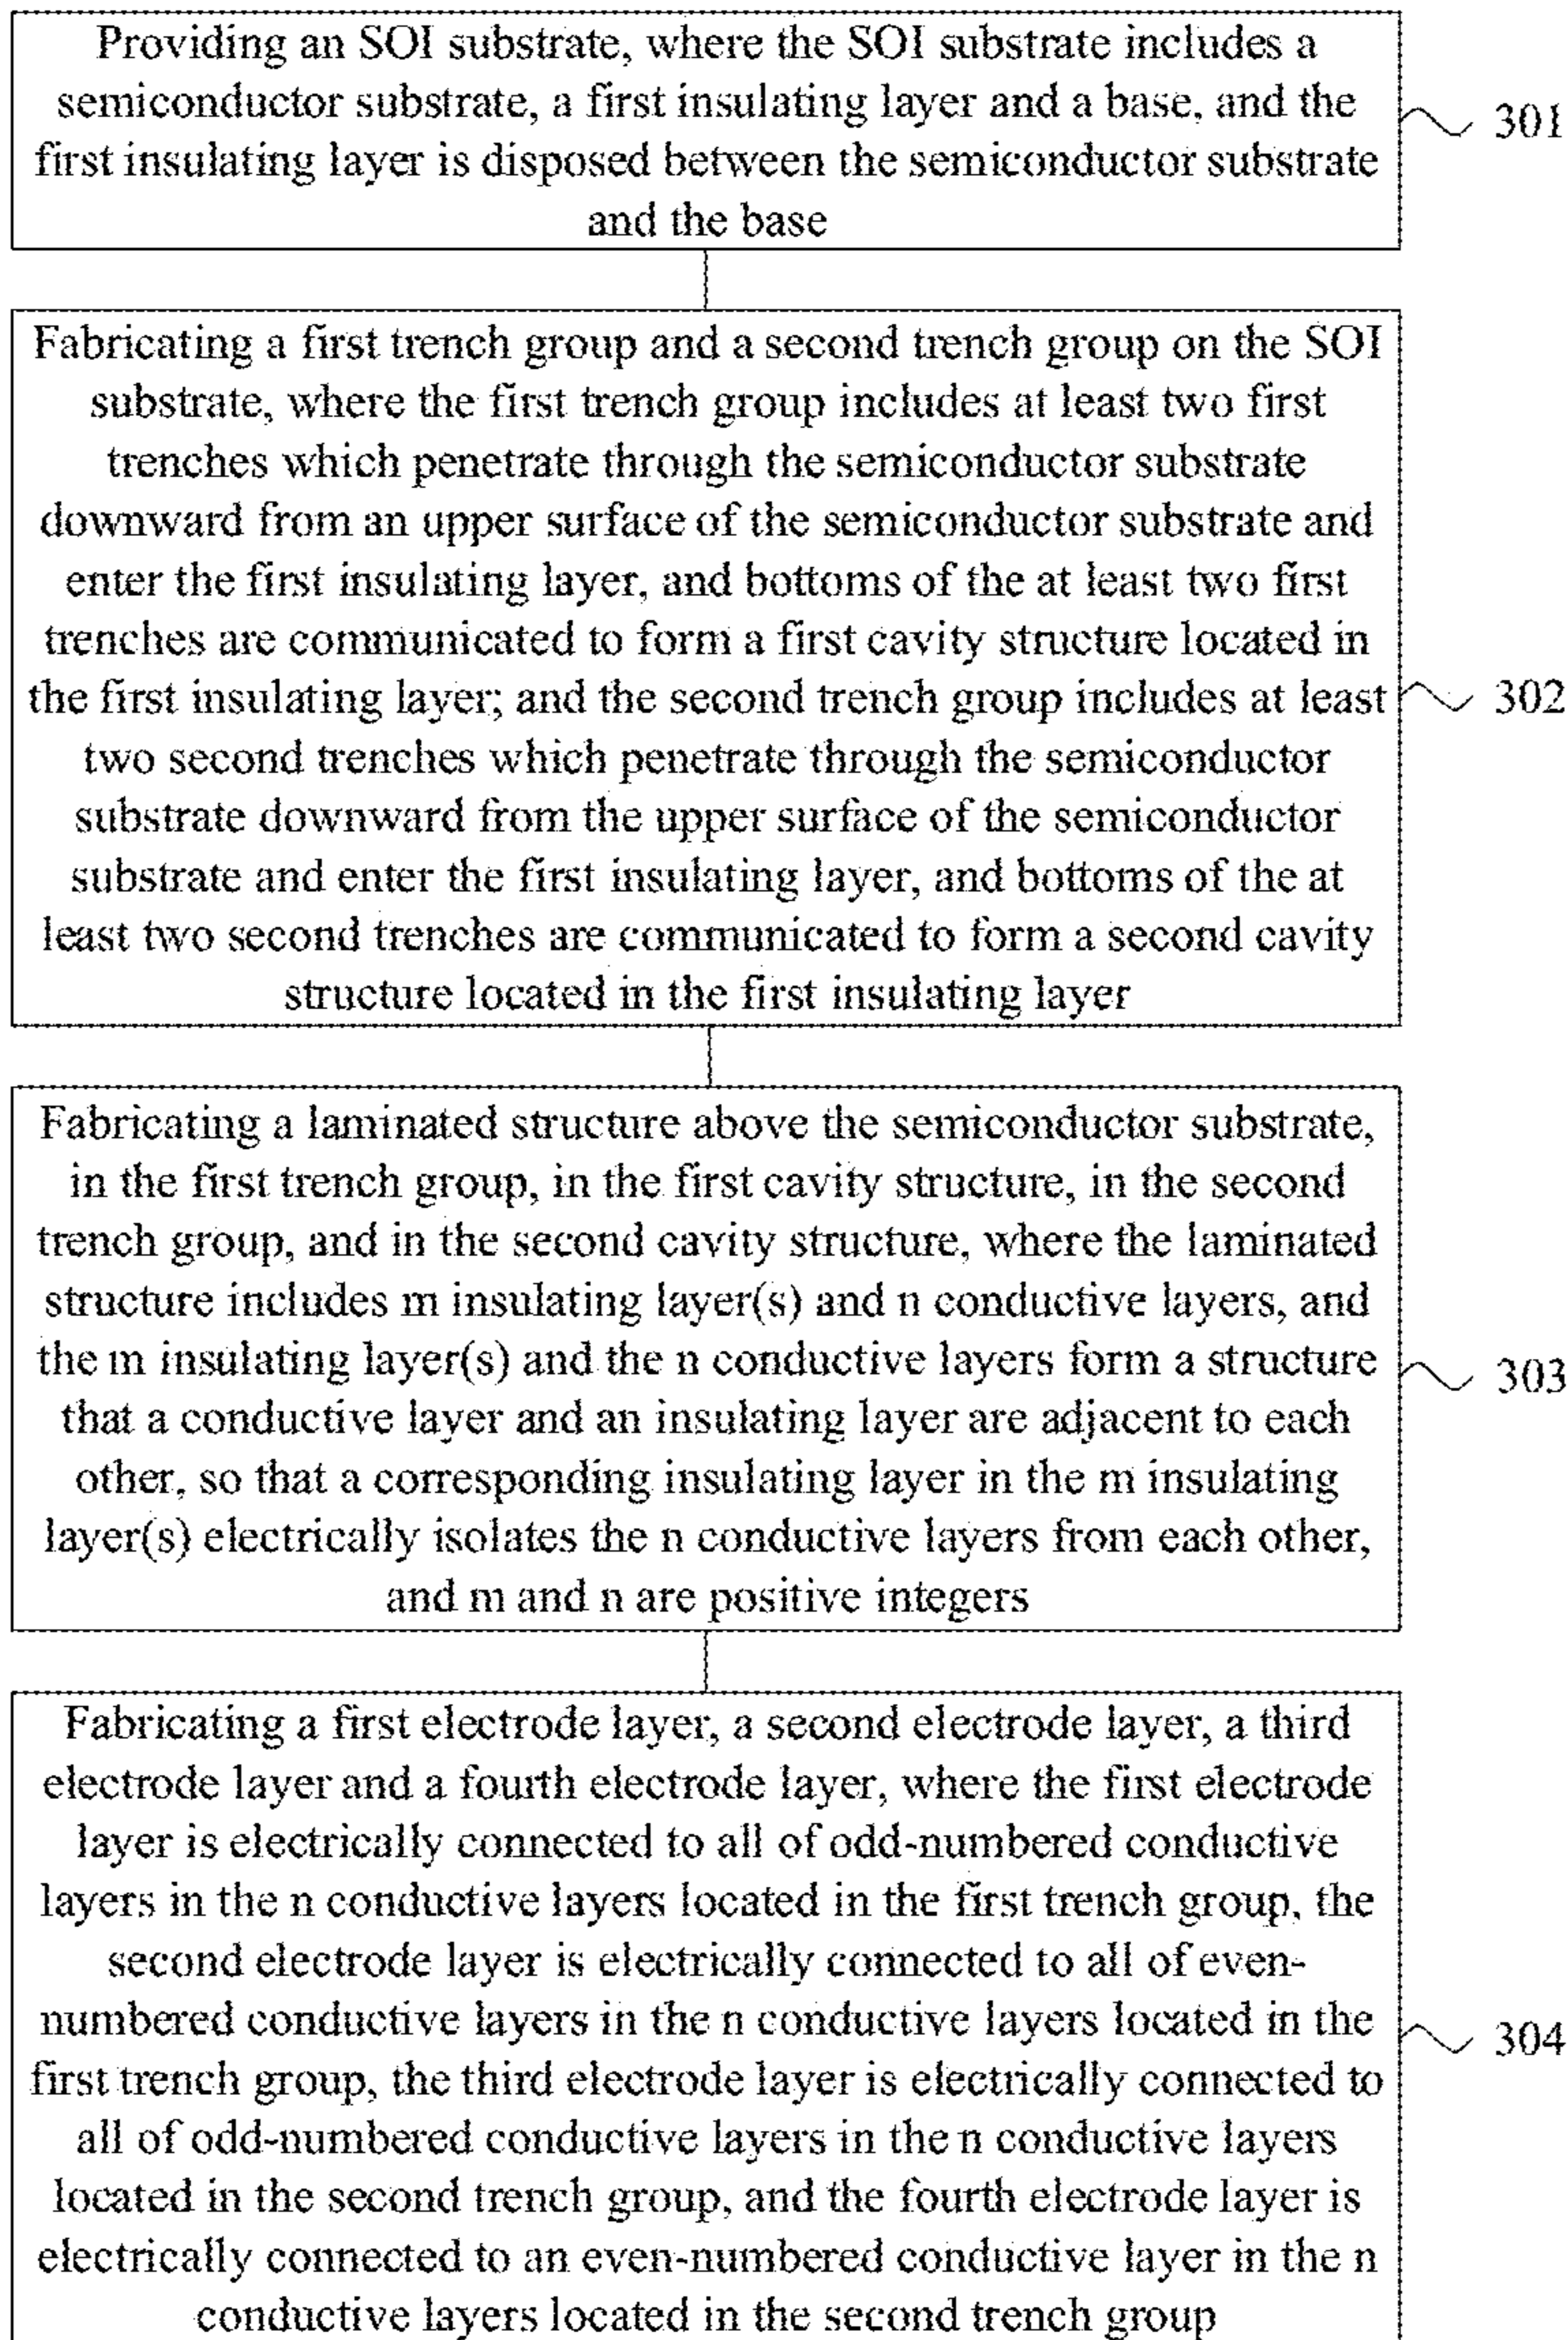 Providing an SOI substrate, where the SOI substrate includes a
semiconductor substrate, a first insulating layer and a base, and the
first insulating layer is disposed between the semiconductor substrate
and the base
301
Fabricating a first trench group and a second trench group on the SOI
substrate, where the first trench group includes at least two first
trenches which penetrate through the semiconductor substrate
downward from an upper surface of the semiconductor substrate and
enter the first insulating layer, and bottoms of the at least two first
trenches are communicated to form a first cavity structure located in
the first insulating layer; and the second trench group includes at least
two second trenches which penetrate through the semiconductor
substrate downward from the upper surface of the semiconductor
substrate and enter the first insulating layer, and bottoms of the at
least two second trenches are communicated to form a second cavity
structure located in the first insulating layer
302
Fabricating a laminated structure above the semiconductor substrate,
in the first trench group, in the first cavity structure, in the second
trench group, and in the second cavity structure, where the laminated
structure includes m insulating layer(s) and n conductive layers, and
the m insulating layer(s) and the n conductive layers form a structure
that a conductive layer and an insulating layer are adjacent to each
other, so that a corresponding insulating layer in the m insulating
layer(s) electrically isolates the n conductive layers from each other,
and m and n are positive integers
303
Fabricating a first electrode layer, a second electrode layer, a third
electrode layer and a fourth electrode layer, where the first electrode
layer is electrically connected to all of odd-numbered conductive
layers in the n conductive layers located in the first trench group, the
second electrode layer is electrically connected to all of even-
numbered conductive layers in the n conductive layers located in the
first trench group, the third electrode layer is electrically connected to
all of odd-numbered conductive layers in the n conductive layers
located in the second trench group, and the fourth electrode layer is
electrically connected to an even-numbered conductive layer in the n
conductive layers located in the second trench group
304